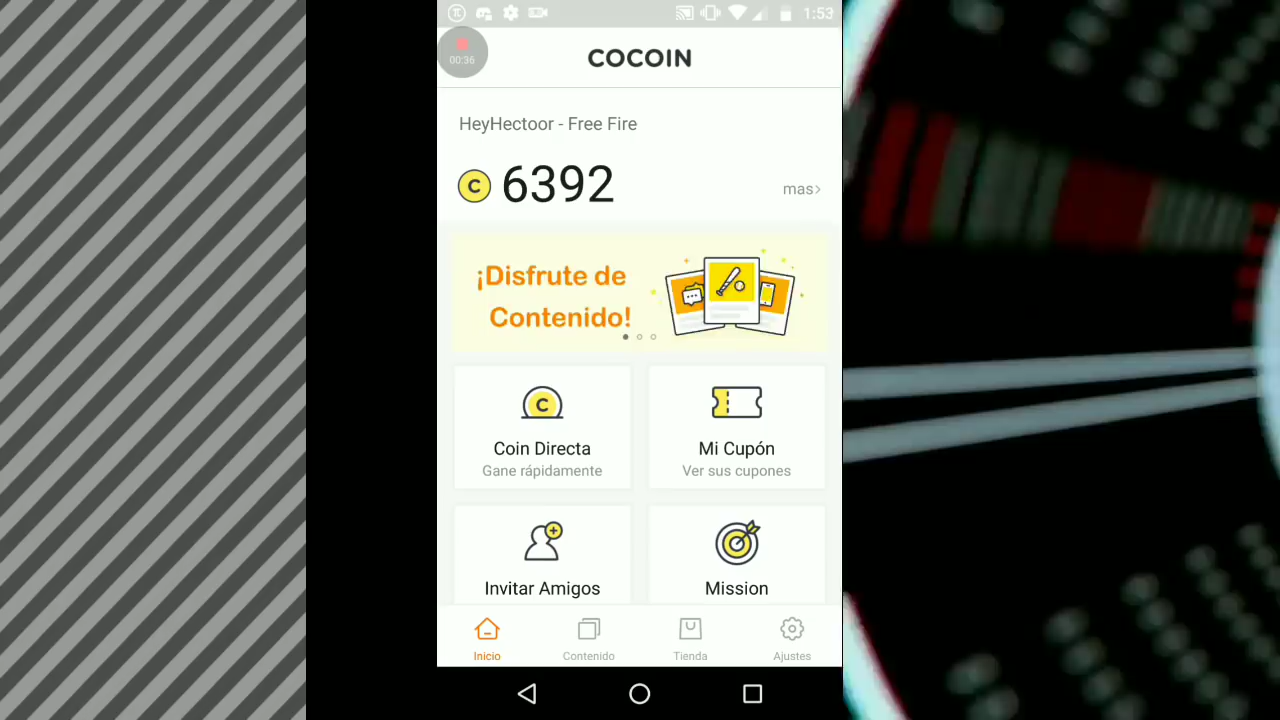 1:53
00:36
COCOIN
HeyHectoor - Free Fire
C 6392
mas>
¡Disfrute de
Contenido!
C
Coin Directa
Gane rápidamente
Mi Cupón
Ver sus cupones
Invitar Amigos
Mission
Inicio
Contenido
Tienda
Ajustes